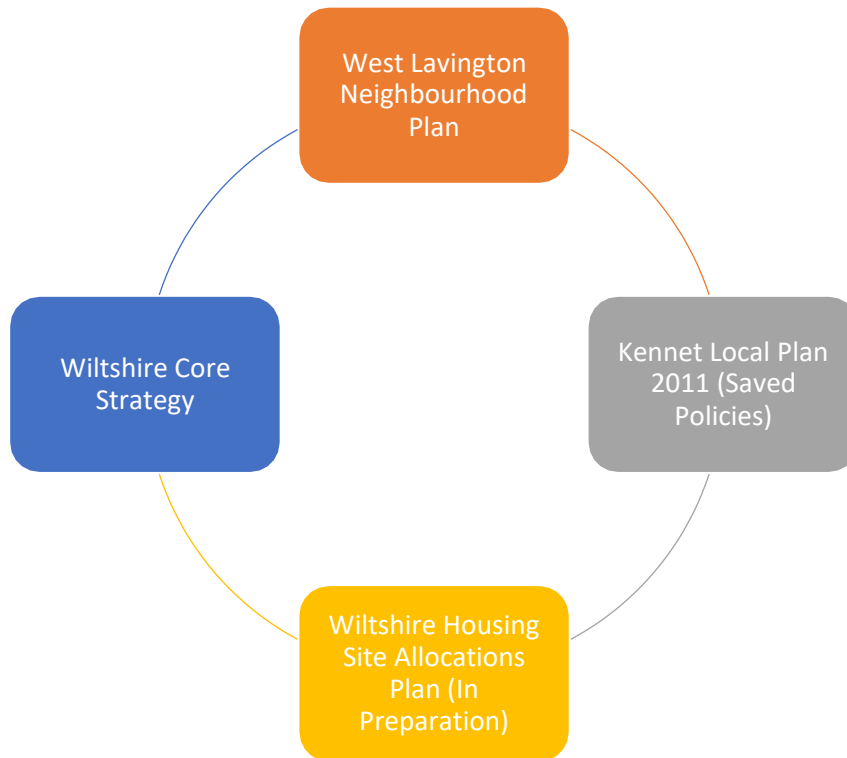 West Lavington
Neighbourhood
Plan
Wiltshire Core
Strategy
Kennet Local Plan
2011 (Saved
Policies)
Wiltshire Housing
Site Allocations
Plan (In
Preparation)